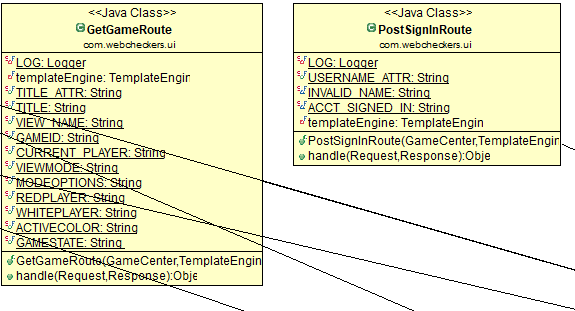 <<Java Class>>
GetGameRoute
com.webcheckers.ui
LOG: Logger
templateEngine: TemplateEngin
TITLE_ATTR: String
TITLE: String
VIEW_NAME: String
GAMEID: String
CURRENT_PLAYER: String
VIEWMODE: String
MODEOPTIONS: String
REDPLAYER: String
WHITEPLAYER: String
ACTIVECOLOR: String
GAMESTATE: String
GetGameRoute(GameCenter,TemplateEngin
handle(Request,Response):Obje
<<Java Class>>
PostSignInRoute
com.webcheckers.ui
LOG: Logger
USERNAME_ATTR: String
INVALID_NAME: String
ACCT_SIGNED_IN: String
templateEngine: TemplateEngin
PostSignInRoute(GameCenter,TemplateEngin
handle(Request,Response):Obje